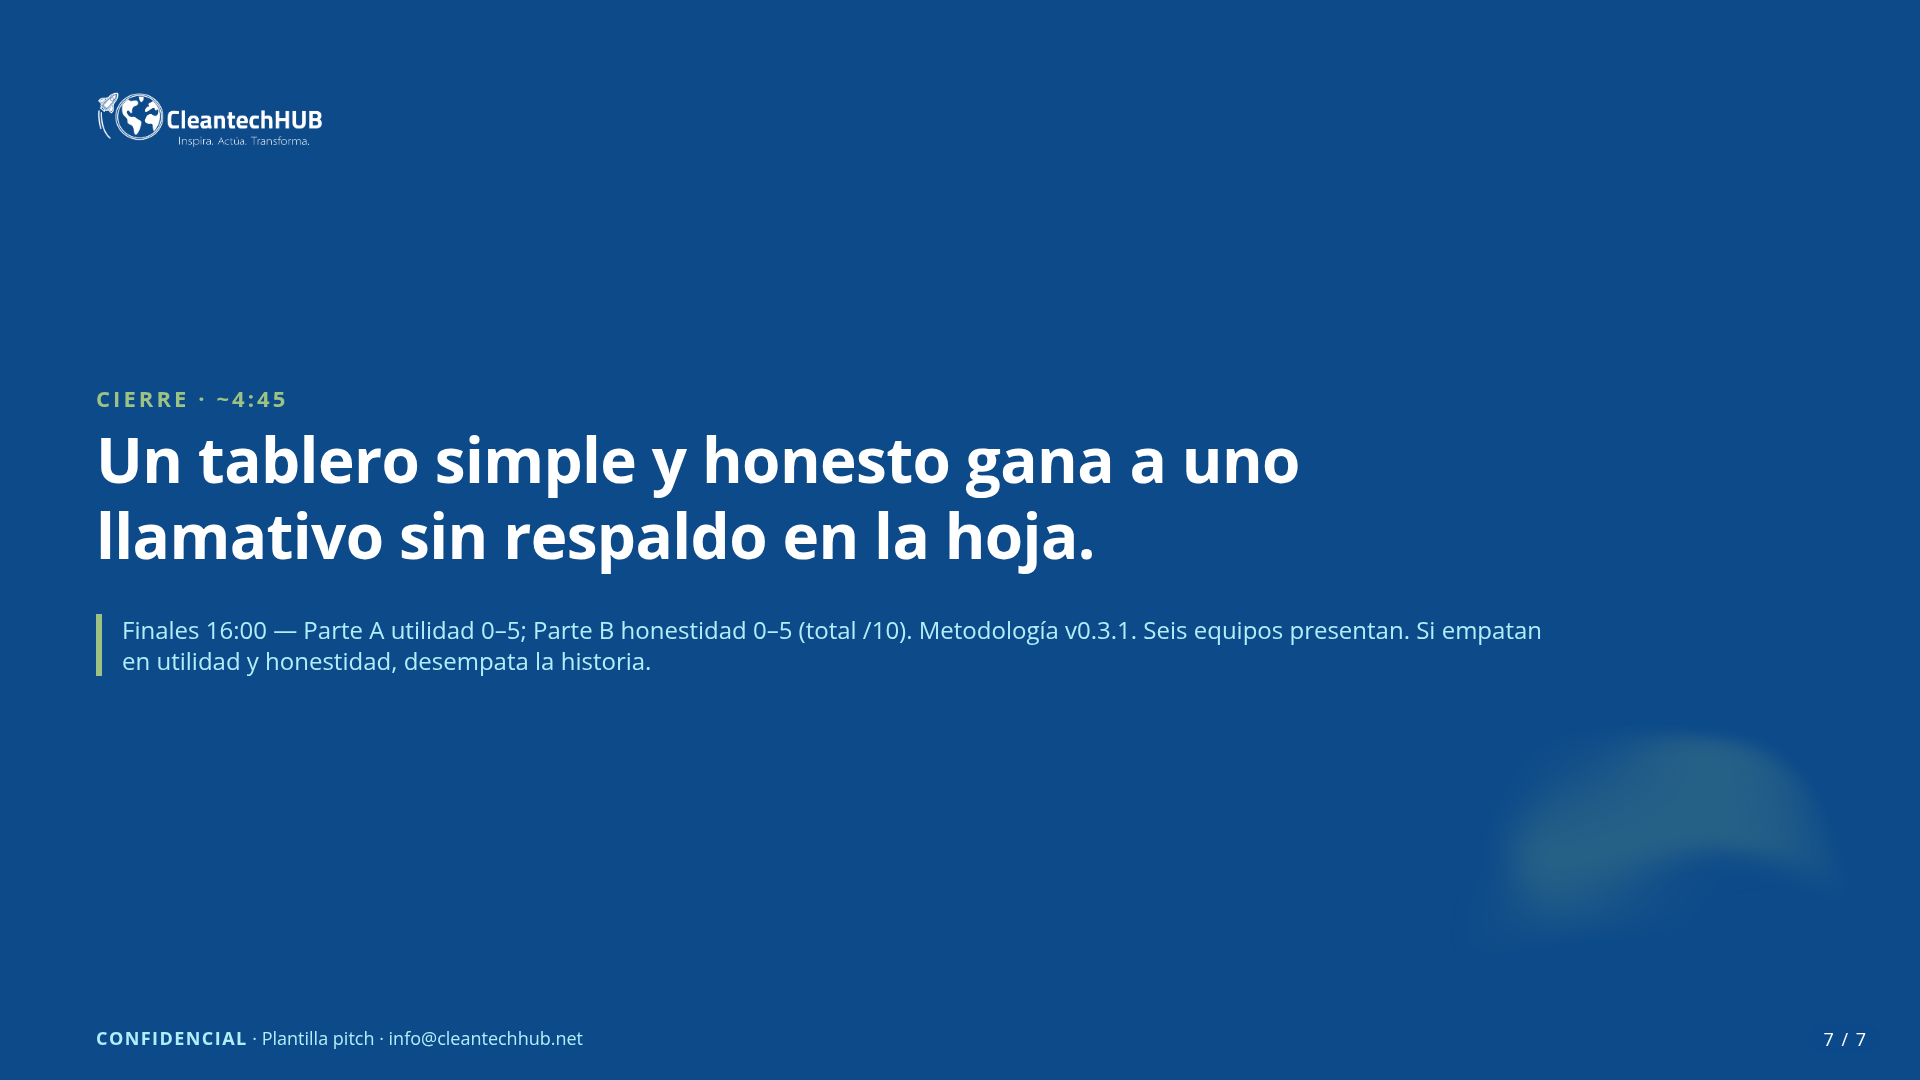 CleantechHUB
Inspira. Actúa. Transforma.
CIERRE · ~4:45
Un tablero simple y honesto gana a uno
llamativo sin respaldo en la hoja.
Finales 16:00 — Parte A utilidad 0–5; Parte B honestidad 0–5 (total /10). Metodología v0.3.1. Seis equipos presentan. Si empatan
en utilidad y honestidad, desempata la historia.
CONFIDENCIAL · Plantilla pitch · info@cleantechhub.net
7 / 7